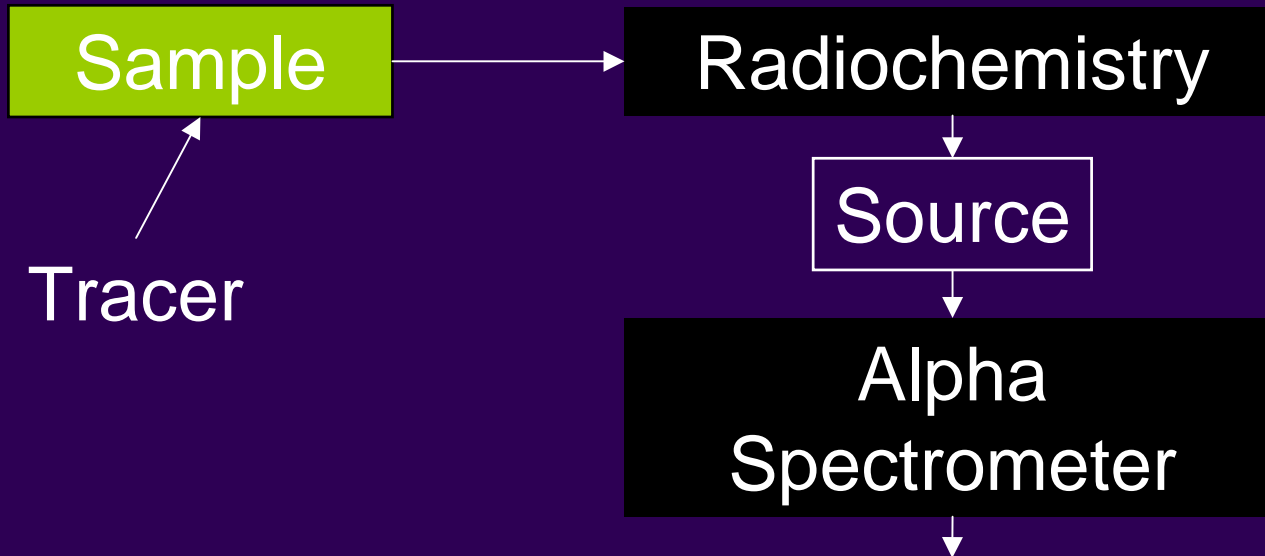 Sample
Radiochemistry
Source
Tracer
Alpha
Spectrometer